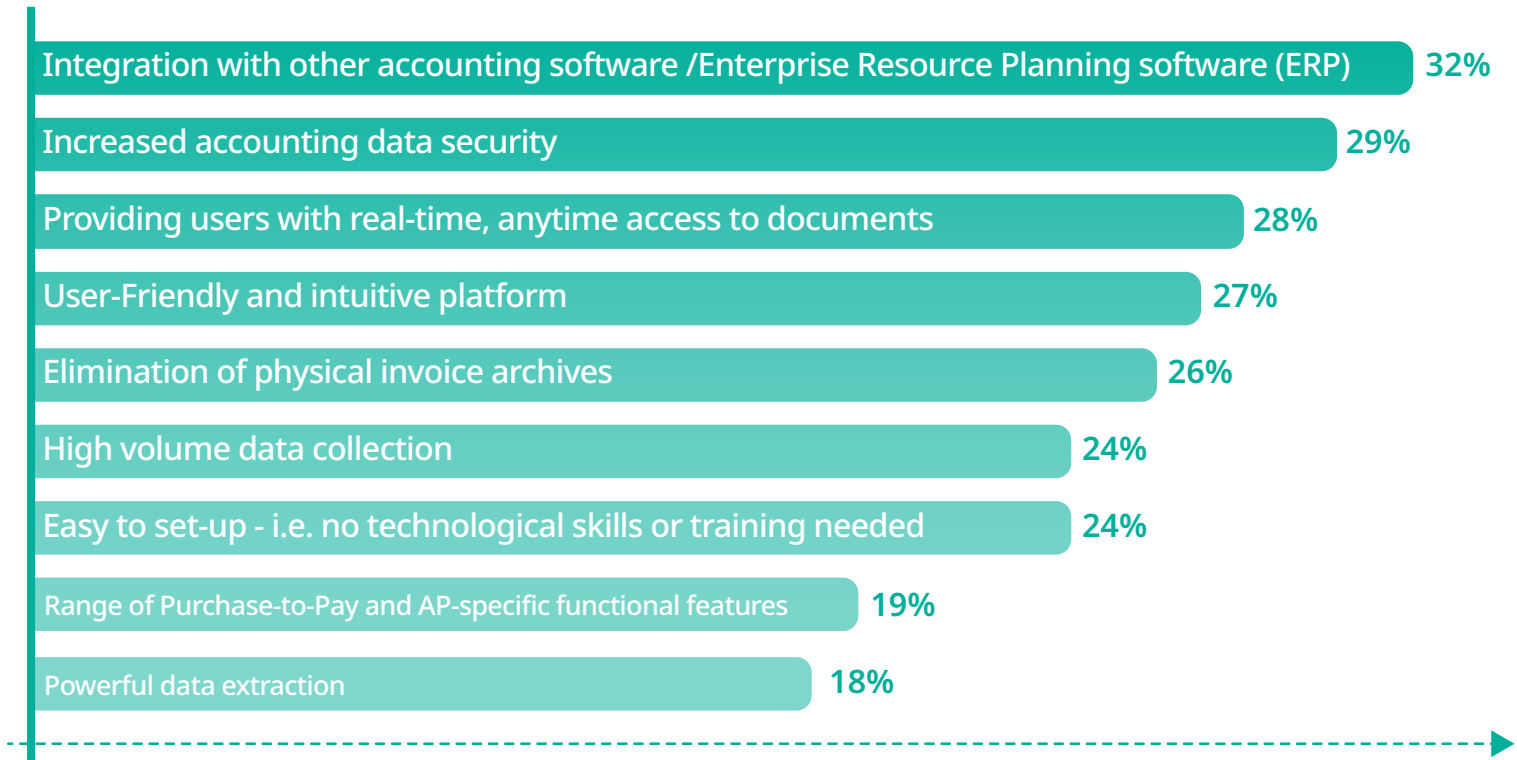 Integration with other accounting software /Enterprise Resource Planning software (ERP) 32%
Increased accounting data security 29%
Providing users with real-time, anytime access to documents 28%
User-Friendly and intuitive platform 27%
Elimination of physical invoice archives 26%
High volume data collection 24%
Easy to set-up - i.e. no technological skills or training needed 24%
Range of Purchase-to-Pay and AP-specific functional features 19%
Powerful data extraction 18%